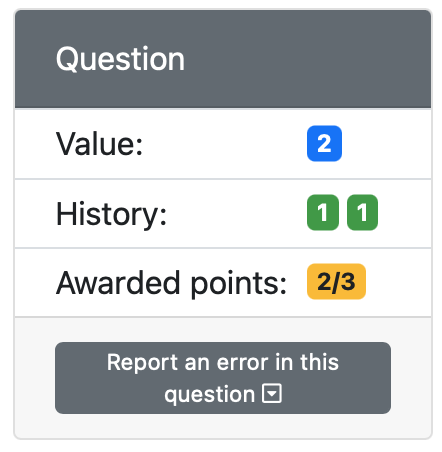 Question
Value: 2
History: 1 1
Awarded points: 2/3
Report an error in this
question